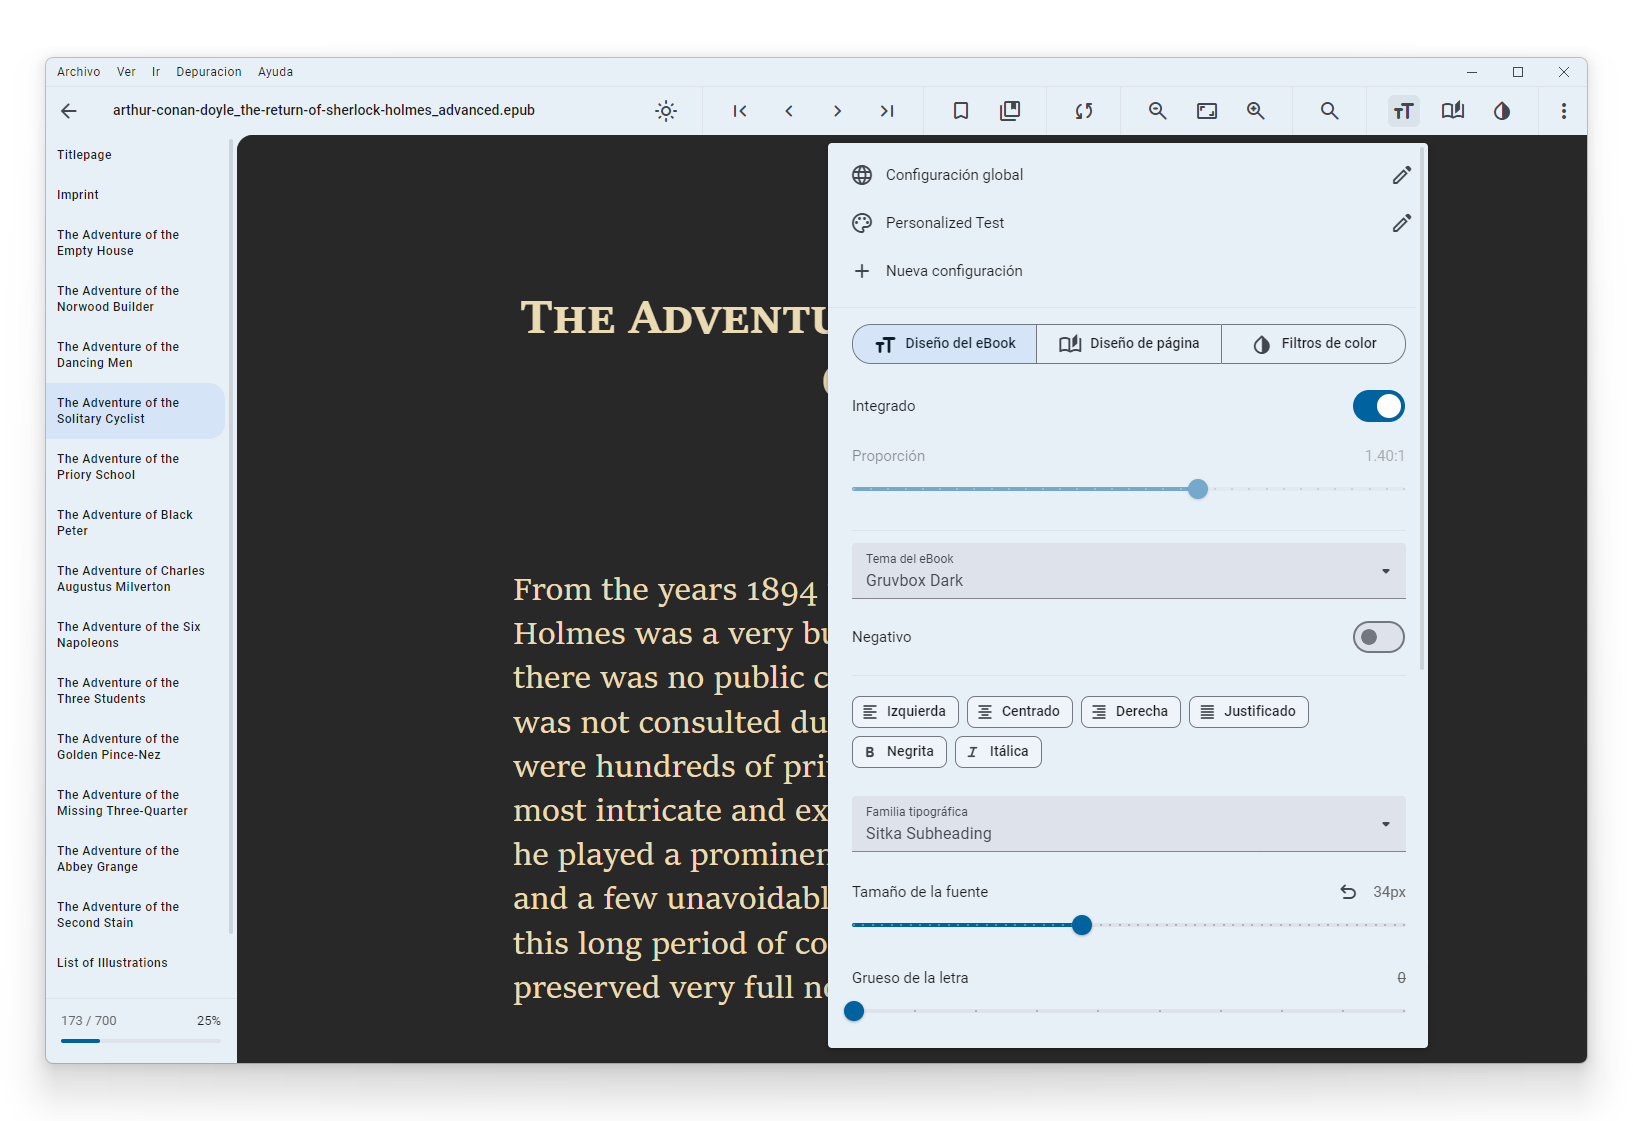 Archivo Ver Ir Depuracion Ayuda
arthur-conan-doyle_the-return-of-sherlock-holmes_advanced.epub
Titlepage
Imprint
The Adventure of the
Empty House
The Adventure of the
Norwood Builder
The Adventure of the
Dancing Men
The Adventure of the
Solitary Cyclist
The Adventure of the
Priory School
The Adventure of Black
Peter
The Adventure of Charles
Augustus Milverton
The Adventure of the Six
Napoleons
The Adventure of the
Three Students
The Adventure of the
Golden Pince-Nez
The Adventure of the
Missing Three-Quarter
The Adventure of the
Abbey Grange
The Adventure of the
Second Stain
List of Illustrations
173 / 700 25%
The Adventu
From the years 1894
Holmes was a very bu
there was no public c
was not consulted du
were hundreds of pri
most intricate and ex
he played a prominen
and a few unavoidabl
this long period of co
preserved very full no
Configuración global
Personalized Test
Nueva configuración
Diseño del eBook Diseño de página Filtros de color
Integrado
Proporción 1.40:1
Tema del eBook
Gruvbox Dark
Negativo
Izquierda Centrado Derecha Justificado
B Negrita I Itálica
Familia tipográfica
Sitka Subheading
Tamaño de la fuente 34px
Grueso de la letra 0